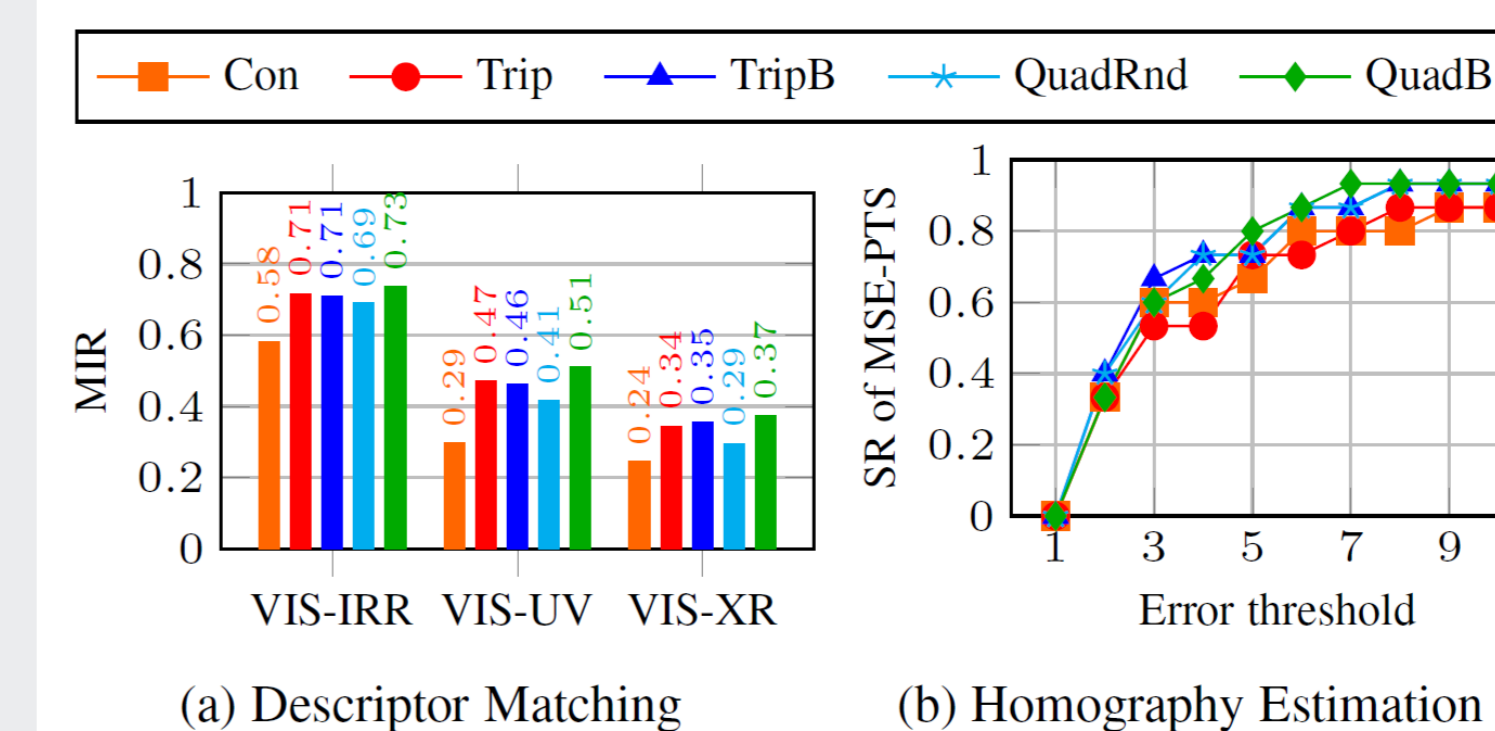 Con Trip TripB QuadRnd QuadB
1
0.8
0.6
0.4
0.2
0
MIR
0.58 0.71 0.71 0.69 0.73
0.29 0.47 0.46 0.41 0.51
0.24 0.34 0.35 0.29 0.37
VIS-IRR VIS-UV VIS-XR
(a) Descriptor Matching
1
0.8
0.6
0.4
0.2
0
SR of MSE-PTS
1 3 5 7 9
Error threshold
(b) Homography Estimation